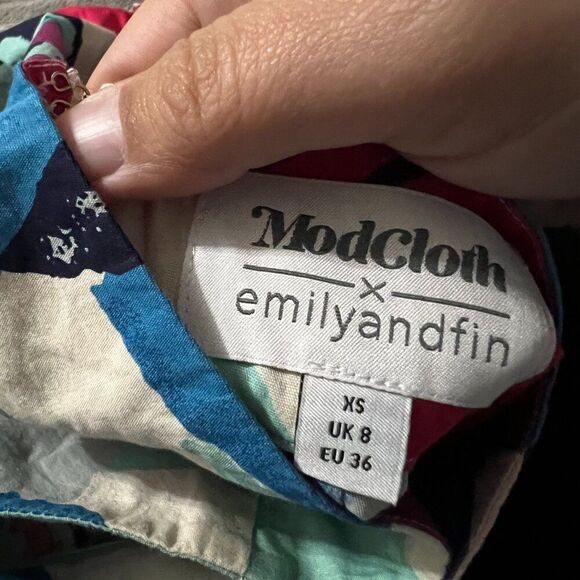 ModCloth
x
emilyandfin
XS
UK 8
EU 36